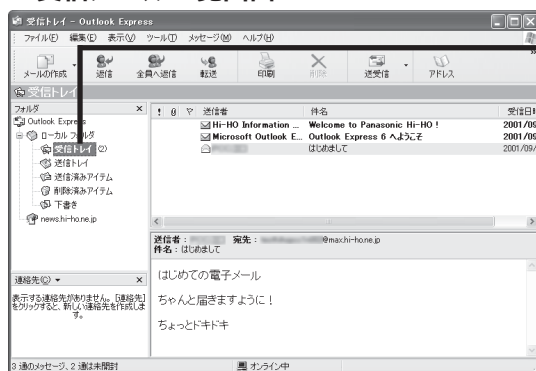 受信トレイ - Outlook Express
ファイル(F) 編集(E) 表示(V) ツール(T) メッセージ(M) ヘルプ(H)
メールの作成 返信 全員へ返信 転送 印刷 削除 送受信 アドレス
受信トレイ
フォルダ
Outlook Express
ローカル フォルダ
受信トレイ (2)
送信トレイ
送信済みアイテム
削除済みアイテム
下書き
news.hi-ho.ne.jp
連絡先(C)
表示する連絡先がありません。[連絡先]
をクリックすると、新しい連絡先を作成しま
す。
送信者 件名 受信日
Hi-HO Information ... Welcome to Panasonic Hi-HO ! 2001/09
Microsoft Outlook E... Outlook Express 6 へようこそ 2001/09
はじめまして 2001/09/
送信者: 宛先: @max.hi-ho.ne.jp
件名: はじめまして
はじめての電子メール
ちゃんと届きますように！
ちょっとドキドキ
3 通のメッセージ、2 通は未開封 オンライン中